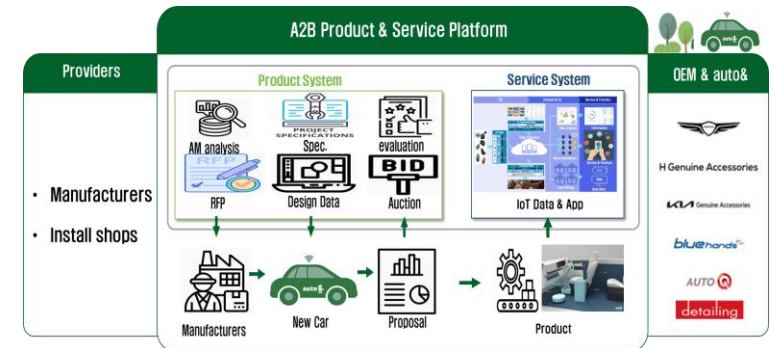 A2B Product & Service Platform
Providers
OEM & auto&
Product System
Service System
PROJECT
SPECIFICATIONS
AM analysis
Spec.
evaluation
RFP
BID
RFP
Design Data
Auction
IoT Data & App
• Manufacturers
• Install shops
auto&
Manufacturers
New Car
Proposal
Product
H Genuine Accessories
KIA Genuine Accessories
bluehands
AUTO Q
detailing